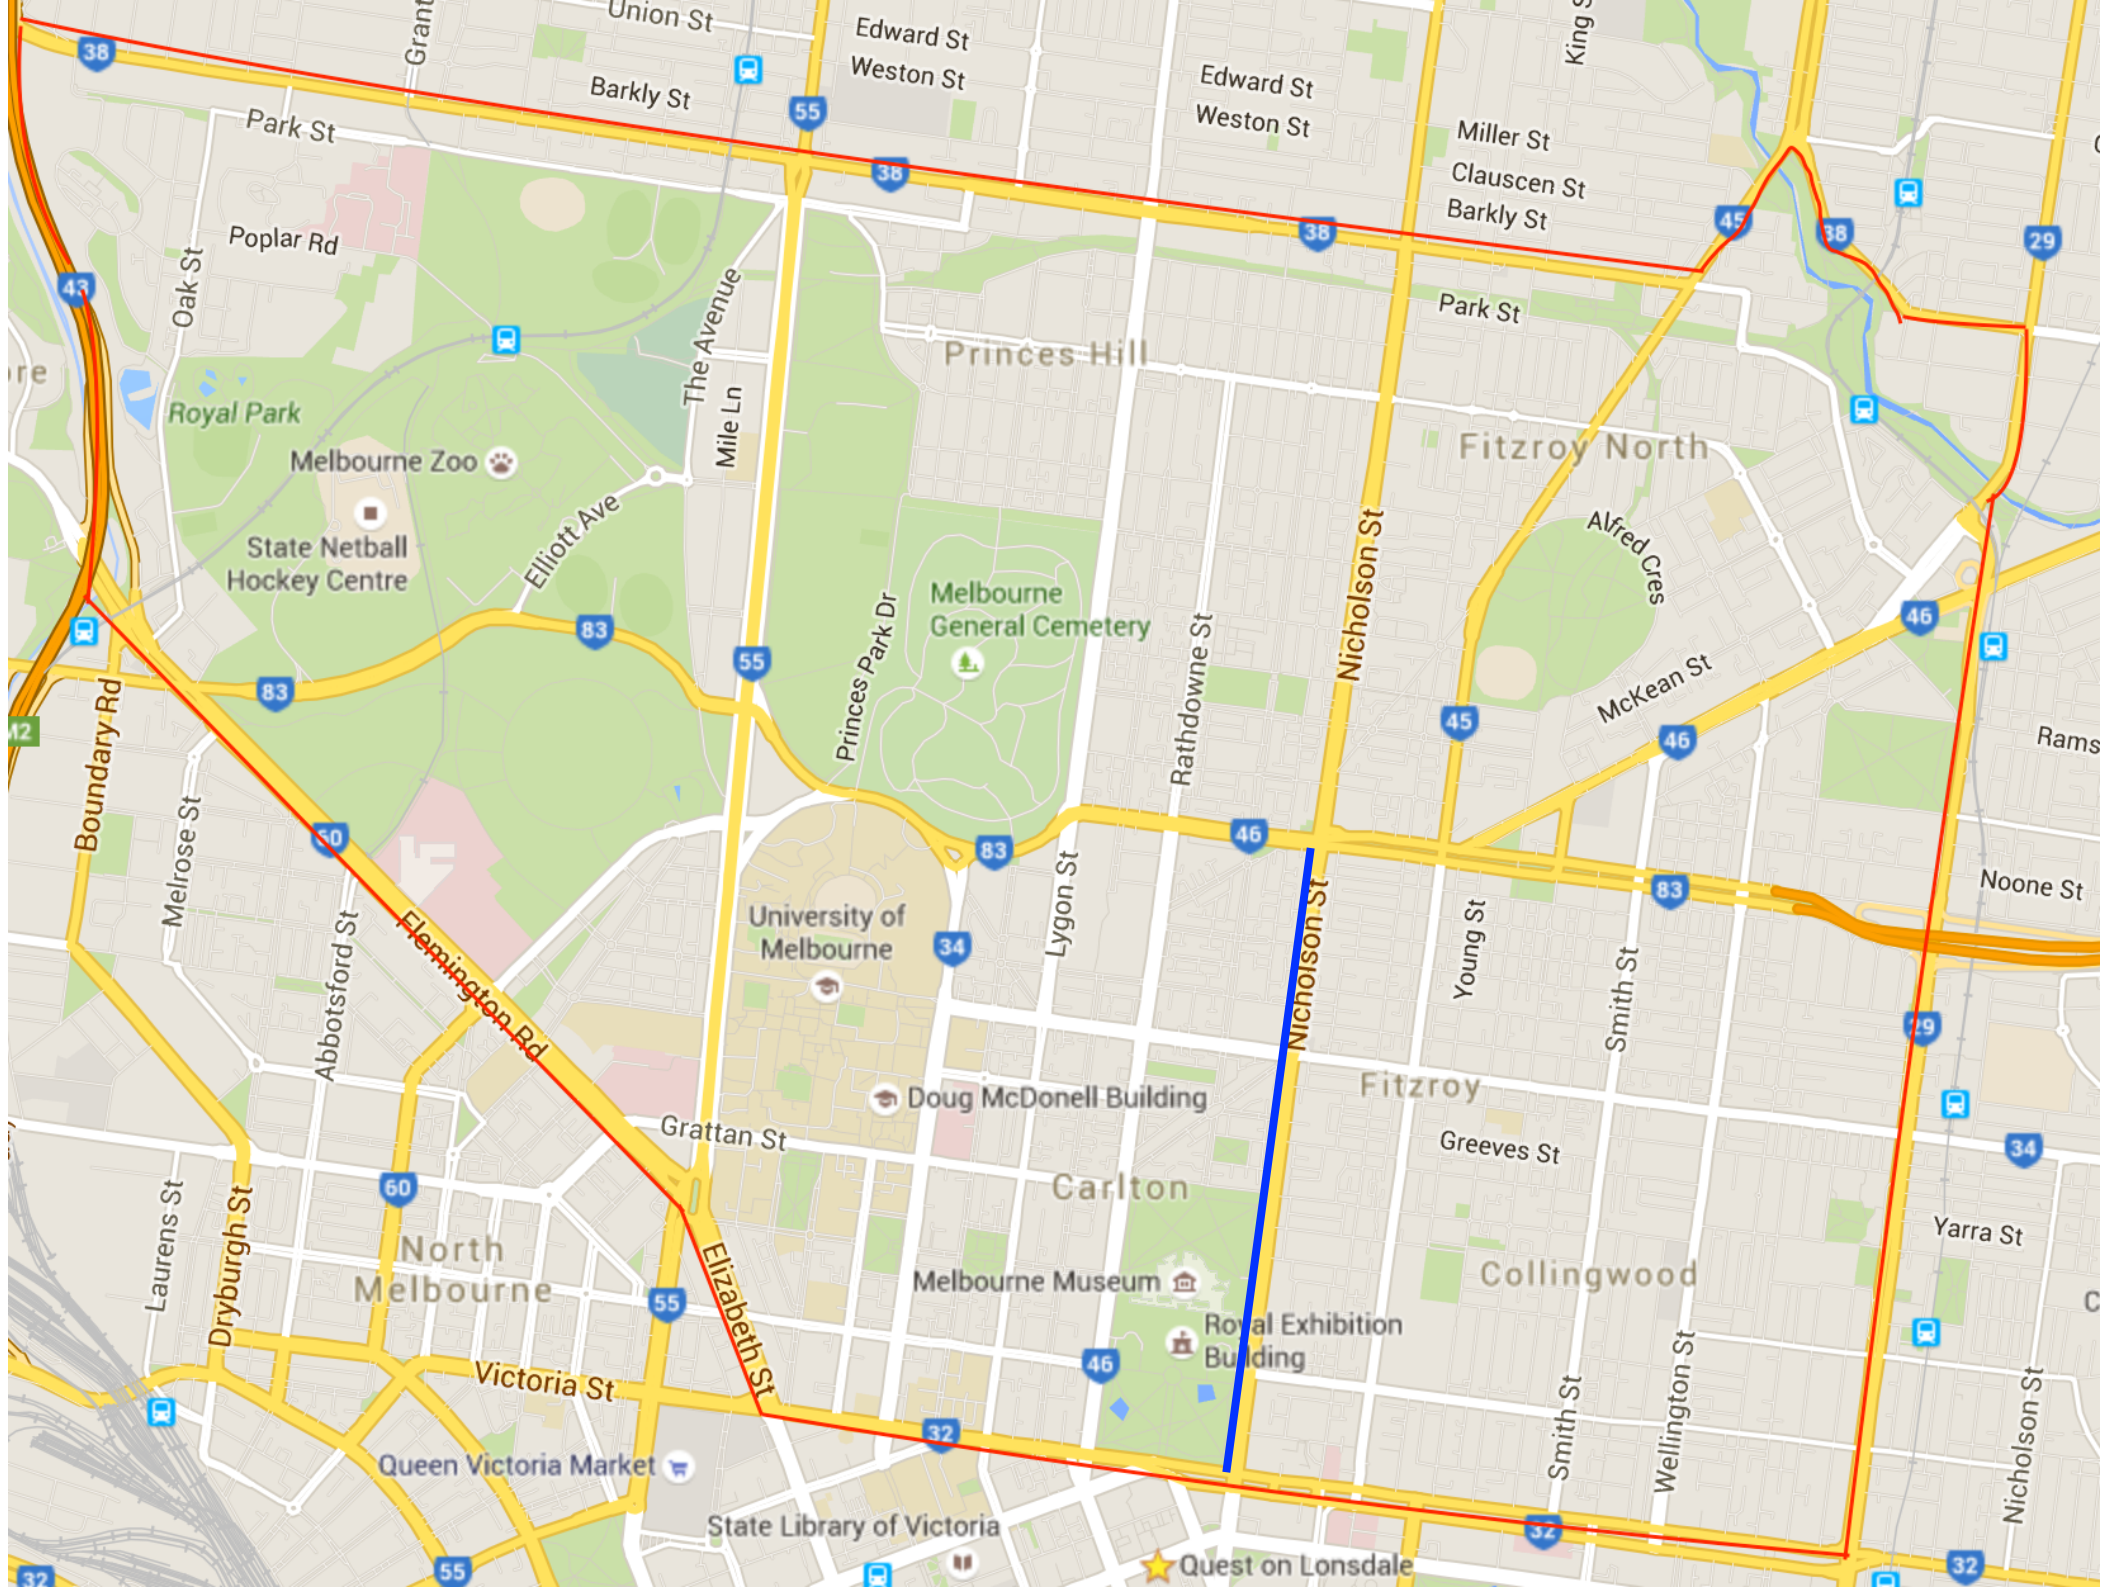 Union St
Grant
Edward St
Weston St
King S
38
Barkly St
55
Edward St
Weston St
Park St
Miller St
Clauscen St
Barkly St
38
Poplar Rd
38
45
38
29
Oak St
43
The Avenue
Park St
Princes Hill
re
Royal Park
Mile Ln
Fitzroy North
Melbourne Zoo
Elliott Ave
State Netball
Hockey Centre
Nicholson St
Alfred Cres
Melbourne
General Cemetery
Princes Park Dr
Rathdowne St
46
83
55
83
McKean St
M2
Boundary Rd
45
46
Rams
60
46
83
Melrose St
83
Noone St
Lygon St
Nicholson St
University of
Melbourne
34
Young St
Abbotsford St
Flemington Rd
Smith St
29
Fitzroy
Doug McDonell Building
Grattan St
Greeves St
34
Carlton
60
Laurens St
Dryburgh St
North
Melbourne
Yarra St
Elizabeth St
Melbourne Museum
Collingwood
C
55
Royal Exhibition
Building
46
Victoria St
Smith St
Wellington St
Nicholson St
32
Queen Victoria Market
State Library of Victoria
32
Quest on Lonsdale
32
55
32